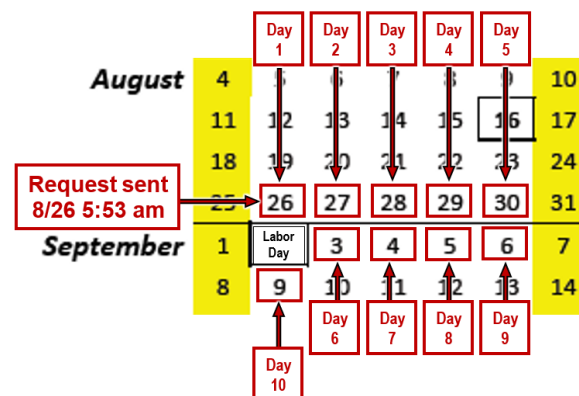 Day Day Day Day Day
1 2 3 4 5
August 4 5 6 7 8 9 10
11 12 13 14 15 16 17
18 19 20 21 22 23 24
Request sent
8/26 5:53 am
25 26 27 28 29 30 31
September 1 Labor Day 3 4 5 6 7
8 9 10 11 12 13 14
Day Day Day Day
6 7 8 9
Day
10